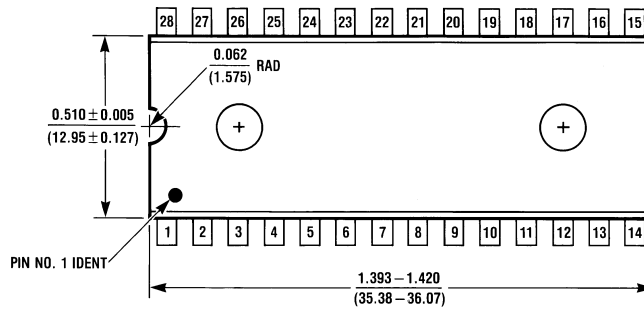 28 27 26 25 24 23 22 21 20 19 18 17 16 15
0.062
(1.575)
RAD
0.510 ± 0.005
(12.95 ± 0.127)
1 2 3 4 5 6 7 8 9 10 11 12 13 14
PIN NO. 1 IDENT
1.393 – 1.420
(35.38 – 36.07)